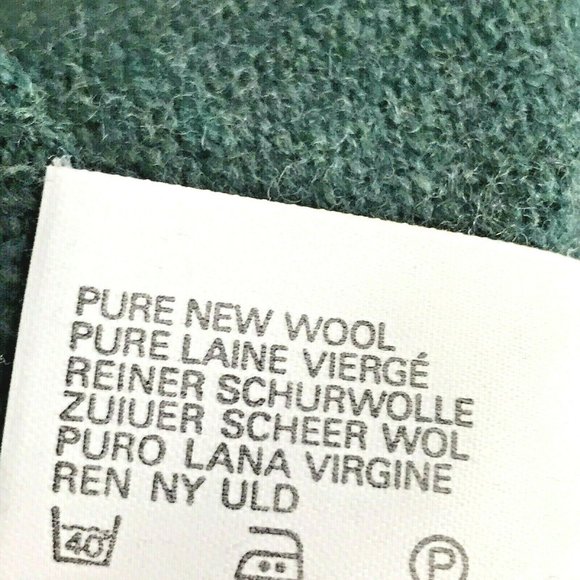 PURE NEW WOOL
PURE LAINE VIERGÉ
REINER SCHURWOLLE
ZUIUER SCHEER WOL
PURO LANA VIRGINE
REN NY ULD
40° P